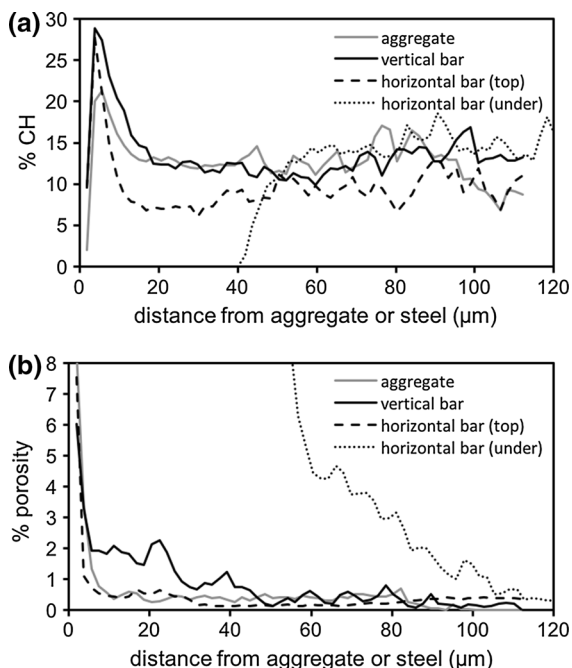 (a)
30
25
20
15
10
5
0
% CH
aggregate
vertical bar
horizontal bar (top)
horizontal bar (under)
0 20 40 60 80 100 120
distance from aggregate or steel (µm)
(b)
8
7
6
5
4
3
2
1
0
% porosity
aggregate
vertical bar
horizontal bar (top)
horizontal bar (under)
0 20 40 60 80 100 120
distance from aggregate or steel (µm)